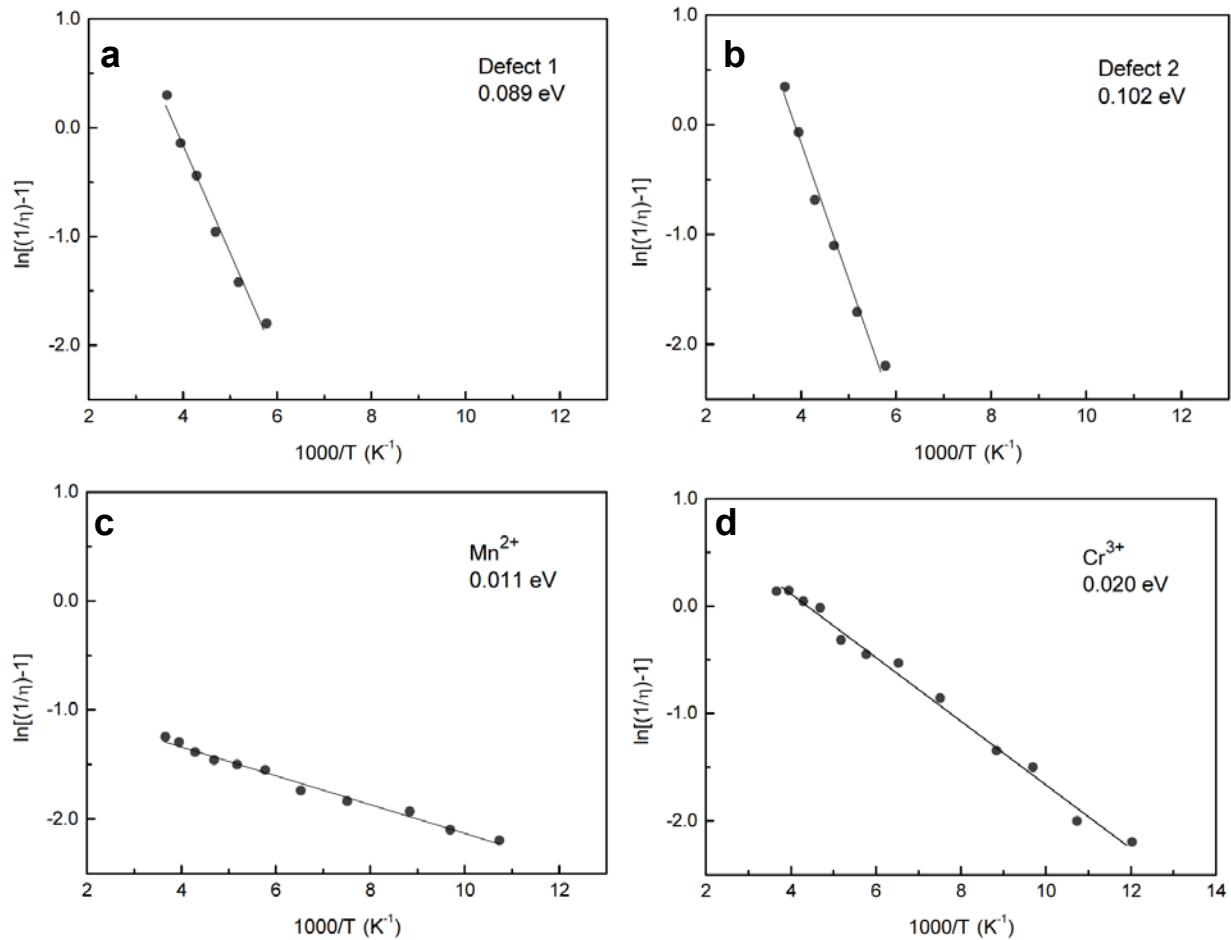 a
Defect 1
0.089 eV
1.0
0.0
-1.0
-2.0
ln[(1/η)-1]
2 4 6 8 10 12
1000/T (K⁻¹)
b
Defect 2
0.102 eV
1.0
0.0
-1.0
-2.0
ln[(1/η)-1]
2 4 6 8 10 12
1000/T (K⁻¹)
c
Mn²⁺
0.011 eV
1.0
0.0
-1.0
-2.0
ln[(1/η)-1]
2 4 6 8 10 12
1000/T (K⁻¹)
d
Cr³⁺
0.020 eV
1.0
0.0
-1.0
-2.0
ln[(1/η)-1]
2 4 6 8 10 12 14
1000/T (K⁻¹)